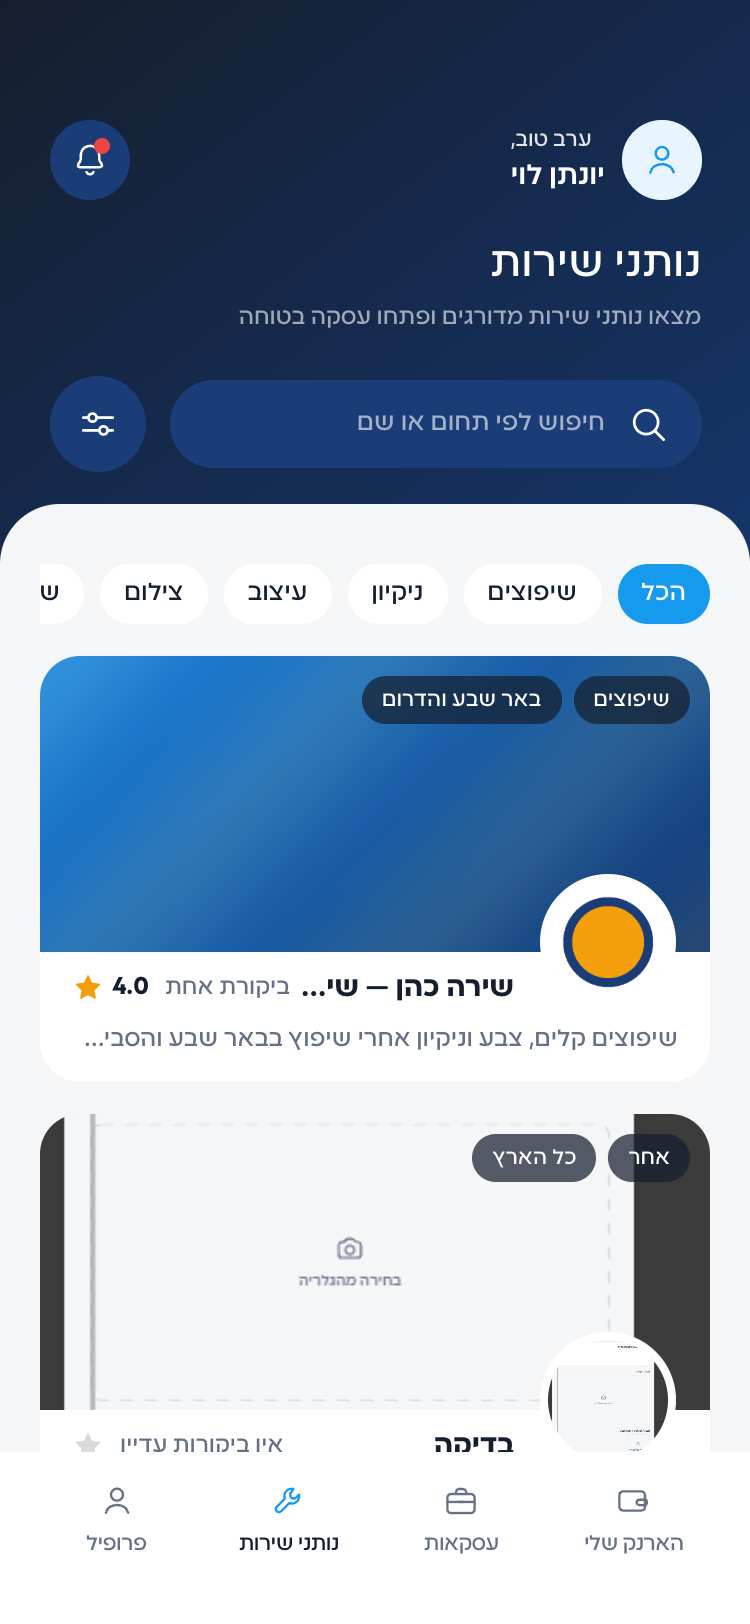 ערב טוב,
יונתן לוי
נותני שירות
מצאו נותני שירות מדורגים ופתחו עסקה בטוחה
חיפוש לפי תחום או שם
הכל
שיפוצים
ניקיון
עיצוב
צילום
ש
שיפוצים
באר שבע והדרום
שירה כהן – שי...
ביקורת אחת
4.0
שיפוצים קלים, צבע וניקיון אחרי שיפוץ בבאר שבע והסבי...
אחר
כל הארץ
בחירה מהגלריה
בדיקה
אין ביקורות עדיין
הארנק שלי
עסקאות
נותני שירות
פרופיל